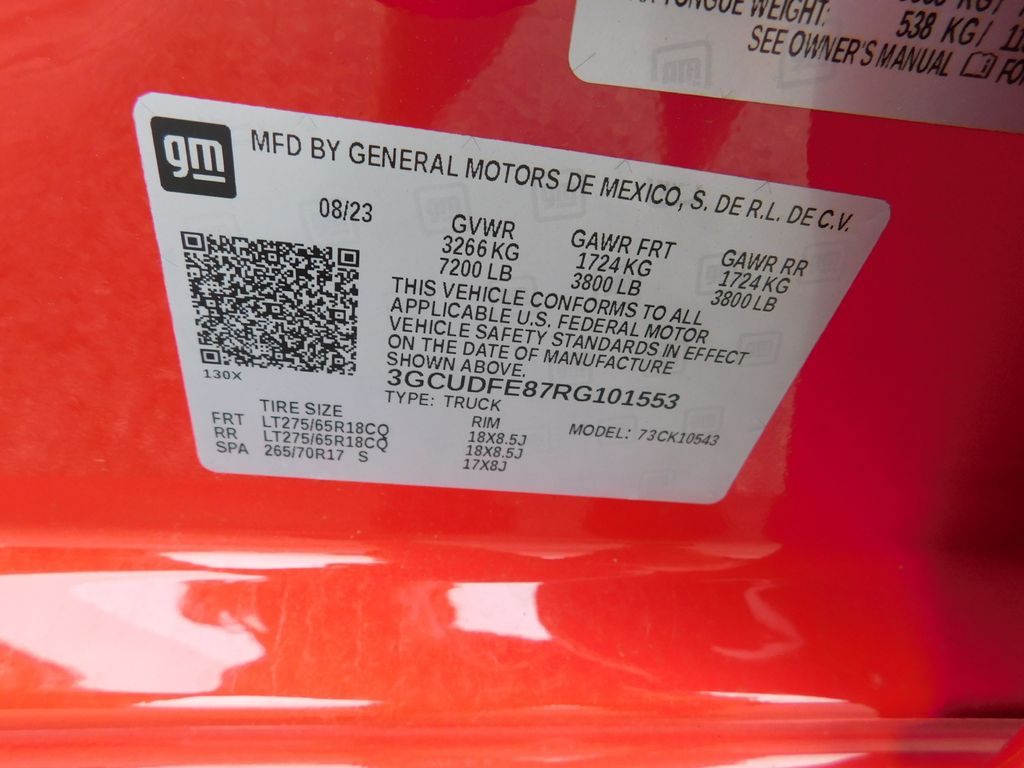 TONGUE WEIGHT:
538 KG/
SEE OWNER'S MANUAL
gm
MFD BY GENERAL MOTORS DE MEXICO, S. DE R.L. DE C.V.
08/23
GVWR GAWR FRT GAWR RR
3266 KG 1724 KG 1724 KG
7200 LB 3800 LB 3800 LB
THIS VEHICLE CONFORMS TO ALL
APPLICABLE U.S. FEDERAL MOTOR
VEHICLE SAFETY STANDARDS IN EFFECT
ON THE DATE OF MANUFACTURE
SHOWN ABOVE.
130X
3GCUDFE87RG101553
TYPE: TRUCK
TIRE SIZE RIM MODEL: 73CK10543
FRT LT275/65R18CQ 18X8.5J
RR LT275/65R18CQ 18X8.5J
SPA 265/70R17 S 17X8J